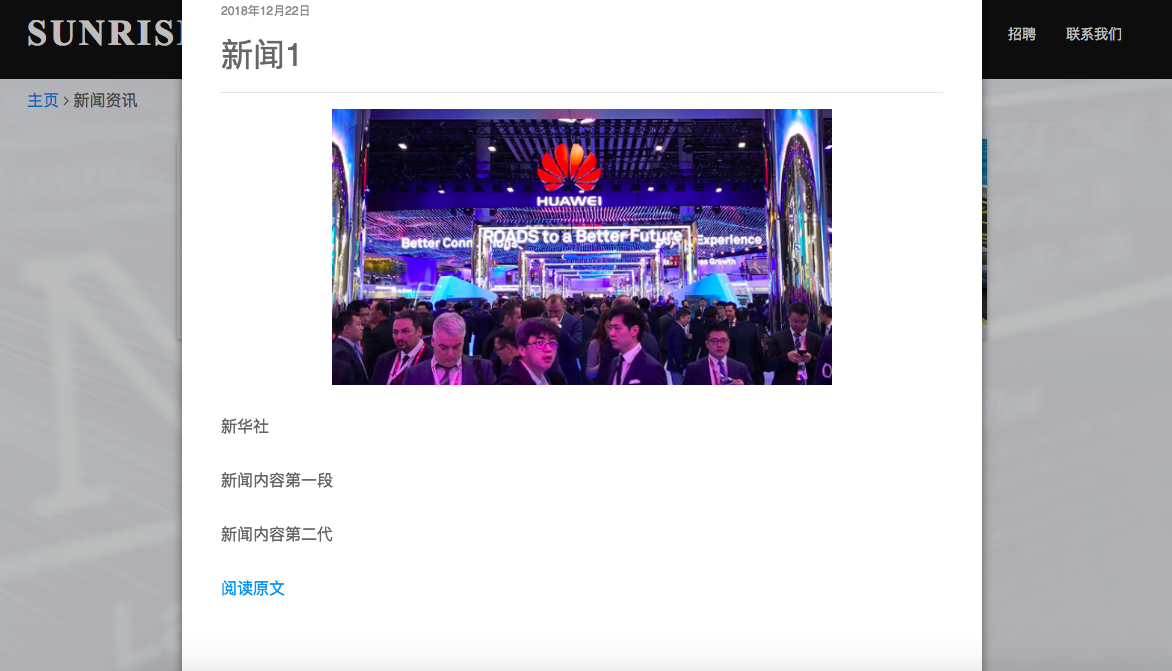 2018年12月22日
SUNRIS
招聘
联系我们
新闻1
主页 > 新闻资讯
HUAWEI
ROADS to a Better Future
Better Conn
Experience
ss Growth
新华社
新闻内容第一段
新闻内容第二代
阅读原文